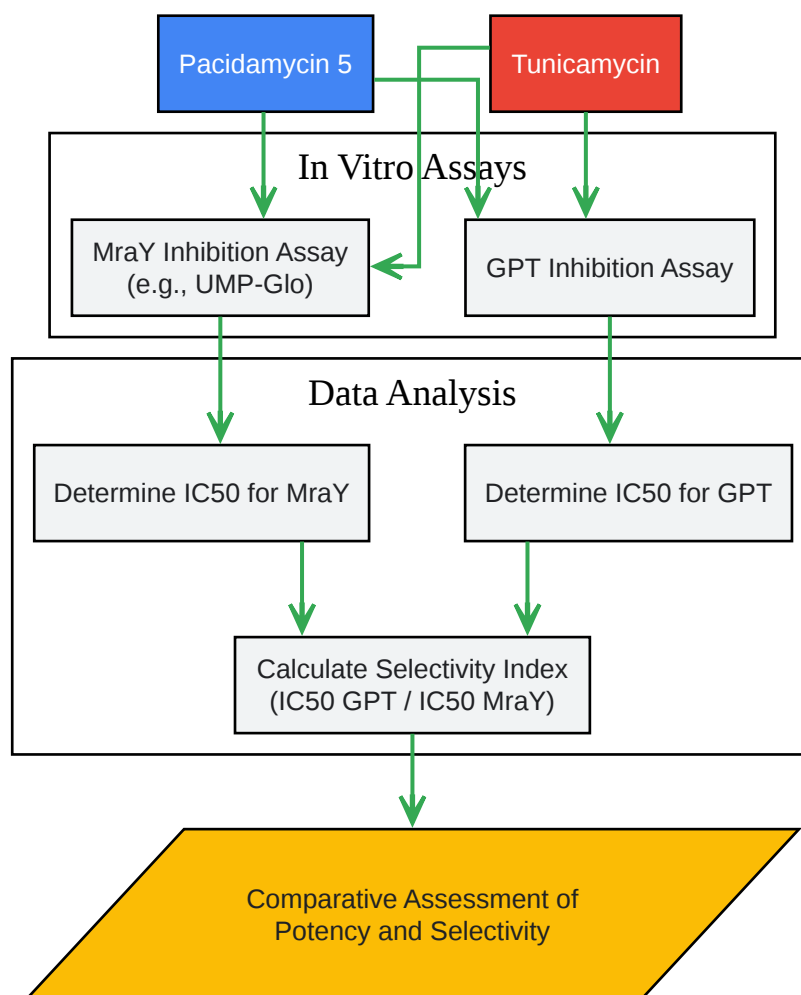 Pacidamycin 5
Tunicamycin
In Vitro Assays
MraY Inhibition Assay
(e.g., UMP-Glo)
GPT Inhibition Assay
Data Analysis
Determine IC50 for MraY
Determine IC50 for GPT
Calculate Selectivity Index
(IC50 GPT / IC50 MraY)
Comparative Assessment of
Potency and Selectivity